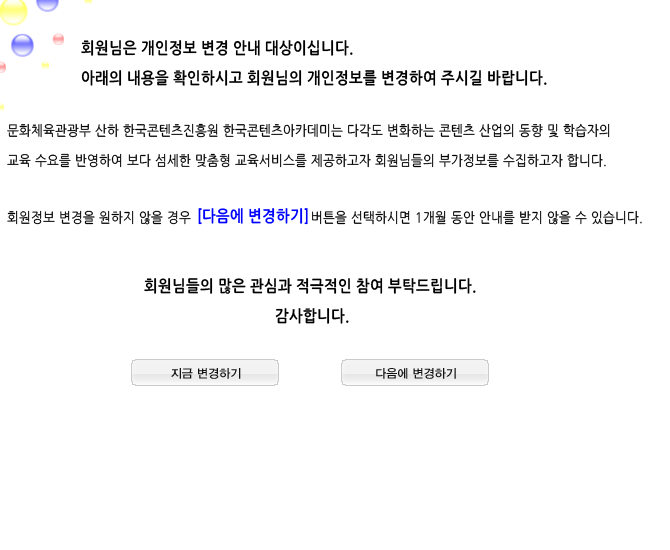 회원님은 개인정보 변경 안내 대상이십니다.
아래의 내용을 확인하시고 회원님의 개인정보를 변경하여 주시길 바랍니다.
문화체육관광부 산하 한국콘텐츠진흥원 한국콘텐츠아카데미는 다각도 변화하는 콘텐츠 산업의 동향 및 학습자의
교육 수요를 반영하여 보다 섬세한 맞춤형 교육서비스를 제공하고자 회원님들의 부가정보를 수집하고자 합니다.
회원정보 변경을 원하지 않을 경우 [다음에 변경하기] 버튼을 선택하시면 1개월 동안 안내를 받지 않을 수 있습니다.
회원님들의 많은 관심과 적극적인 참여 부탁드립니다.
감사합니다.
지금 변경하기 다음에 변경하기